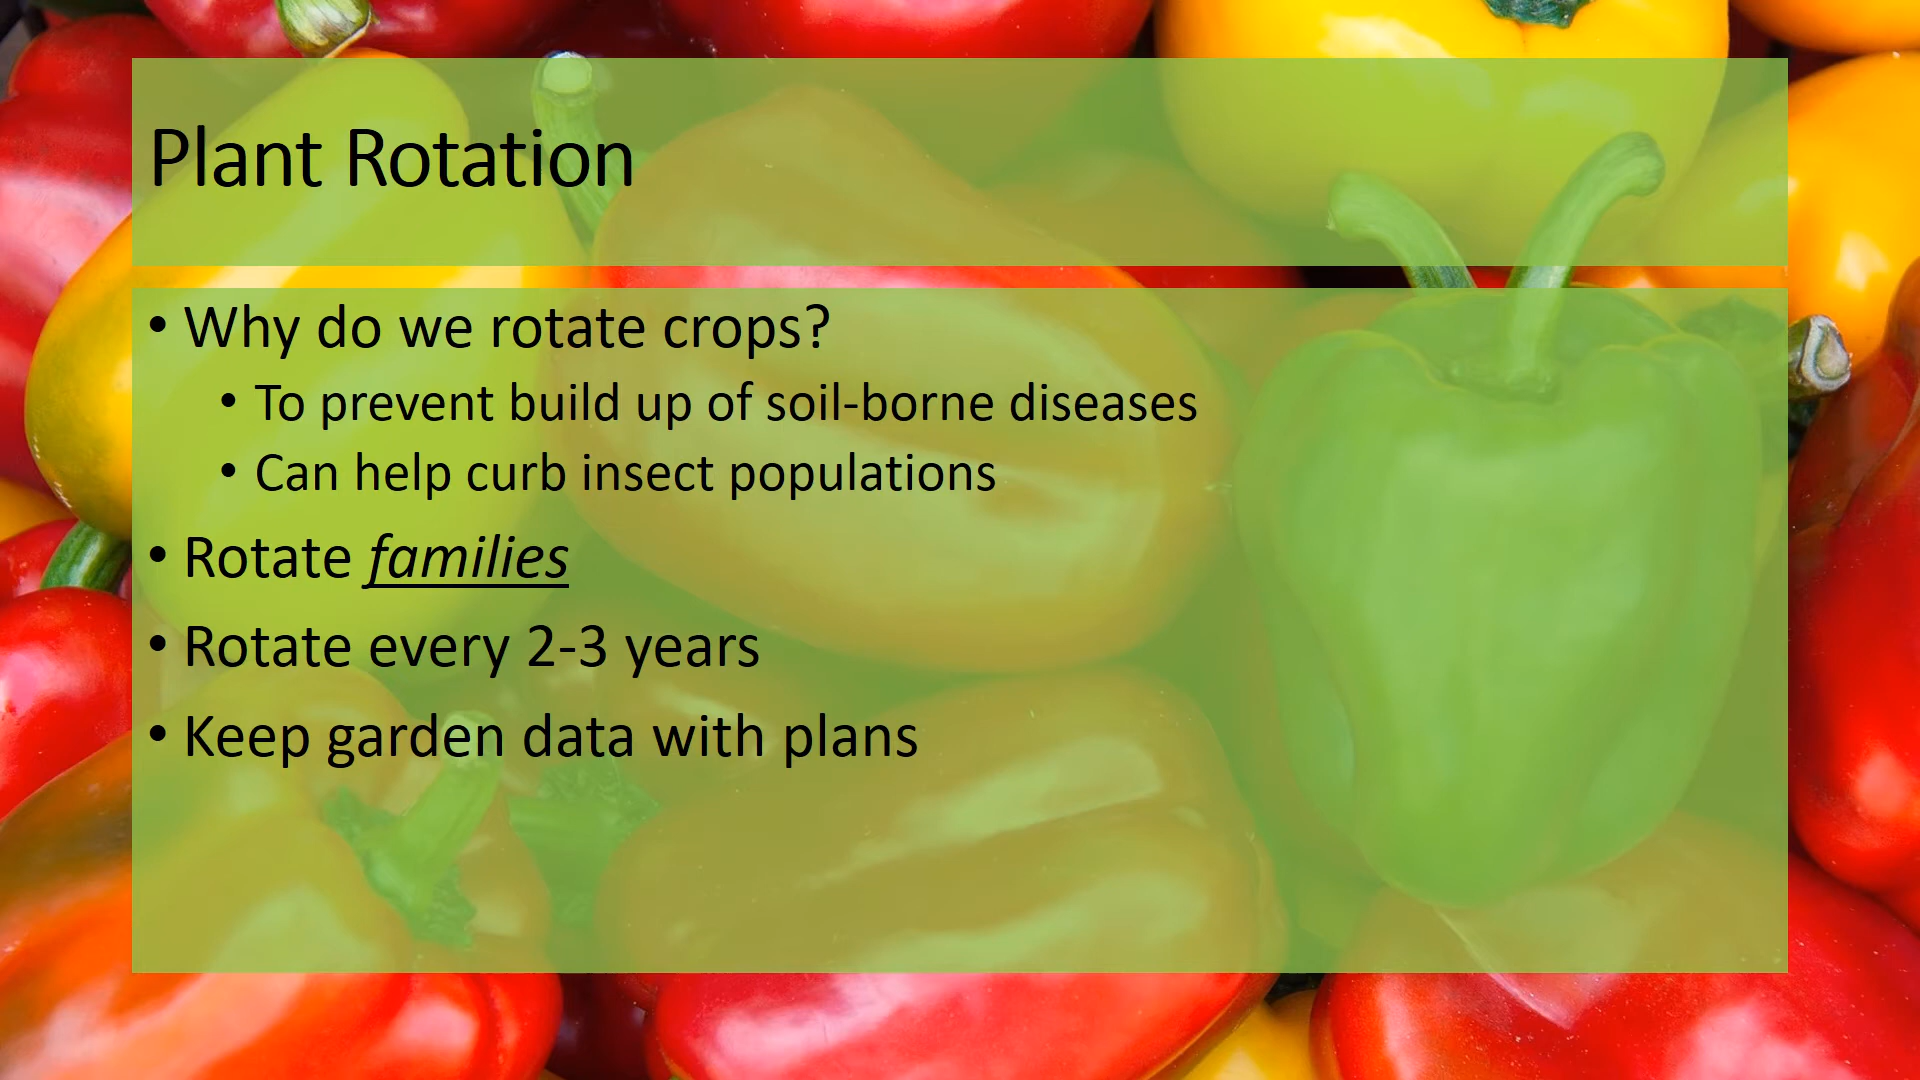 Plant Rotation
• Why do we rotate crops?
• To prevent build up of soil-borne diseases
• Can help curb insect populations
• Rotate families
• Rotate every 2-3 years
• Keep garden data with plans